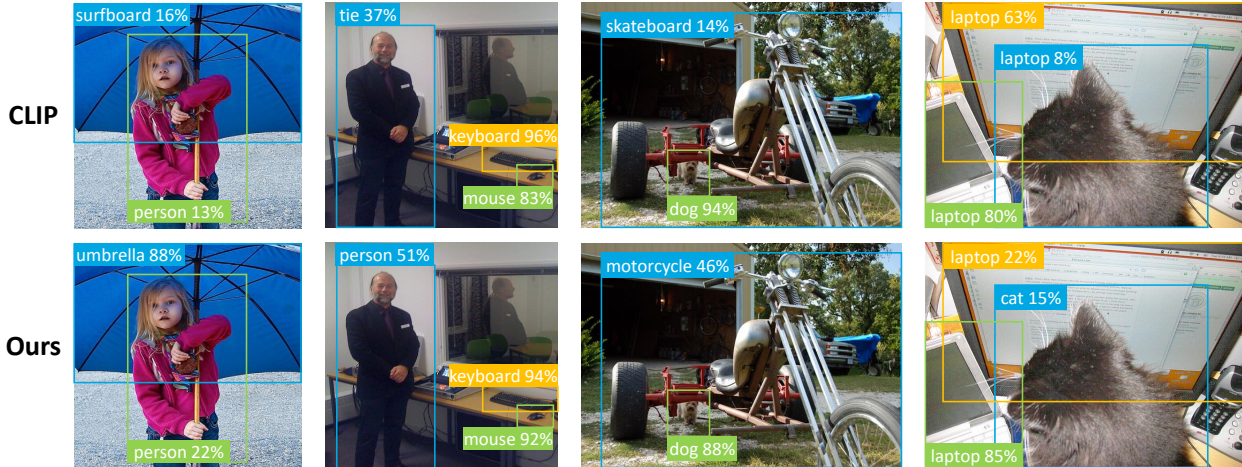 CLIP
surfboard 16%
person 13%
tie 37%
keyboard 96%
mouse 83%
skateboard 14%
dog 94%
laptop 63%
laptop 8%
laptop 80%
Ours
umbrella 88%
person 22%
person 51%
keyboard 94%
mouse 92%
motorcycle 46%
dog 88%
laptop 22%
cat 15%
laptop 85%